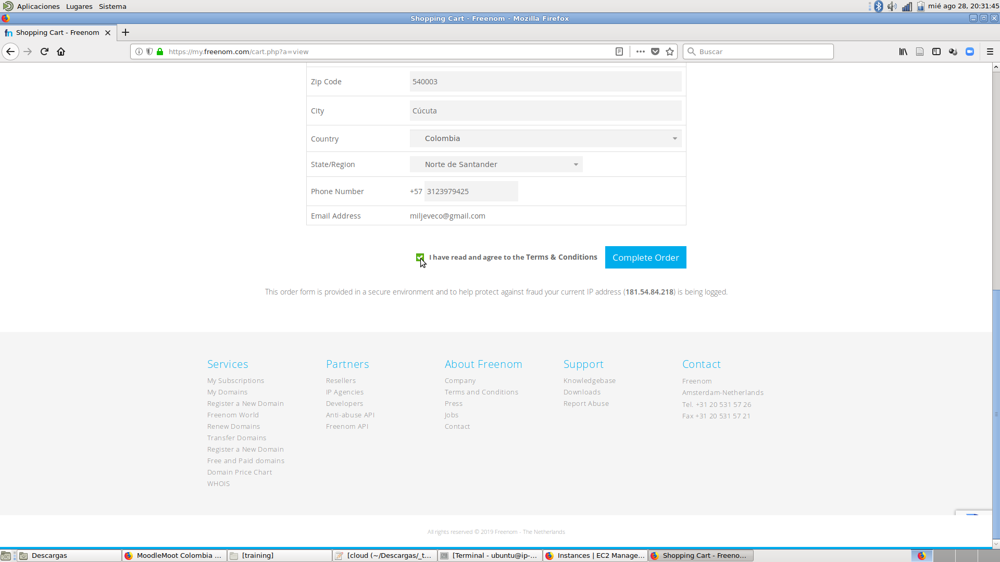 Aplicaciones Lugares Sistema mié ago 28, 20:31:45
Shopping Cart - Freenom - Mozilla Firefox
fn Shopping Cart - Freenom
https://my.freenom.com/cart.php?a=view Buscar
Zip Code 540003
City Cúcuta
Country Colombia
State/Region Norte de Santander
Phone Number +57 3123979425
Email Address miljeveco@gmail.com
I have read and agree to the Terms & Conditions Complete Order
This order form is provided in a secure environment and to help protect against fraud your current IP address (181.54.84.218) is being logged.
Services
My Subscriptions
My Domains
Register a New Domain
Freenom World
Renew Domains
Transfer Domains
Register a New Domain
Free and Paid domains
Domain Price Chart
WHOIS
Partners
Resellers
IP Agencies
Developers
Anti-abuse API
Freenom API
About Freenom
Company
Terms and Conditions
Press
Jobs
Contact
Support
Knowledgebase
Downloads
Report Abuse
Contact
Freenom
Amsterdam-Netherlands
Tel. +31 20 531 57 26
Fax +31 20 531 57 21
All rights reserved © 2019 Freenom - The Netherlands
Descargas MoodleMoot Colombia ... [training] [cloud (~/Descargas/_t... [Terminal - ubuntu@ip-... Instances | EC2 Manage... Shopping Cart - Freeno...